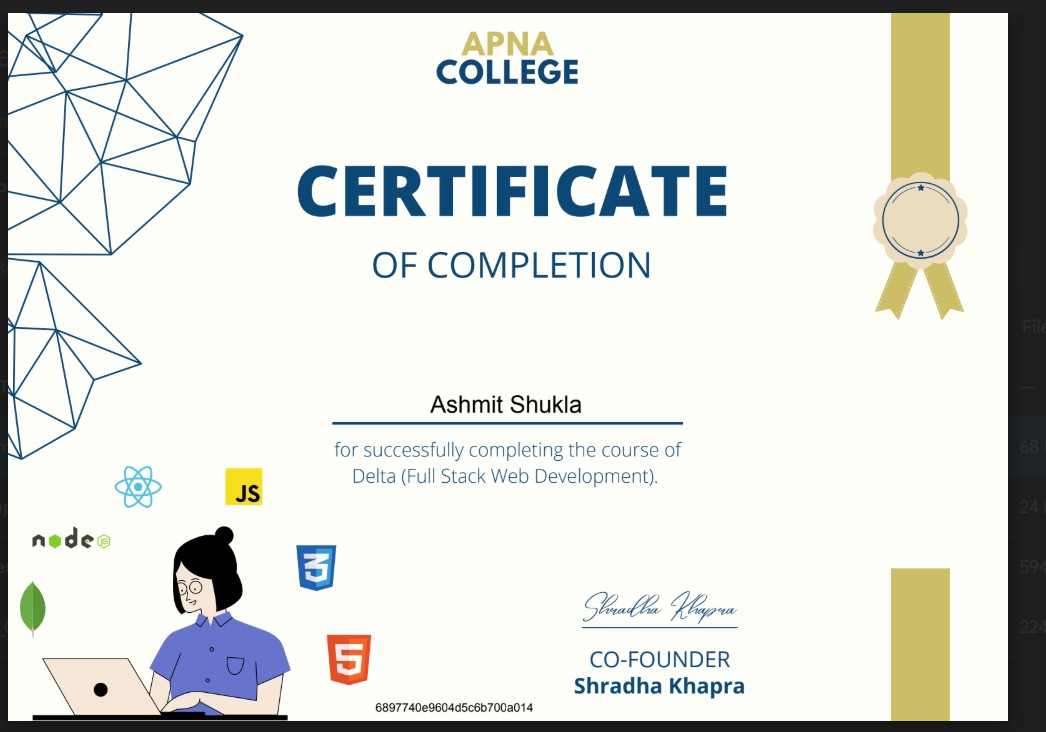 APNA
COLLEGE
CERTIFICATE
OF COMPLETION
Ashmit Shukla
for successfully completing the course of
Delta (Full Stack Web Development).
JS
node
JS
3
5
Shradha Khapra
CO-FOUNDER
Shradha Khapra
6897740e9604d5c6b700a014
File
68
24
594
224